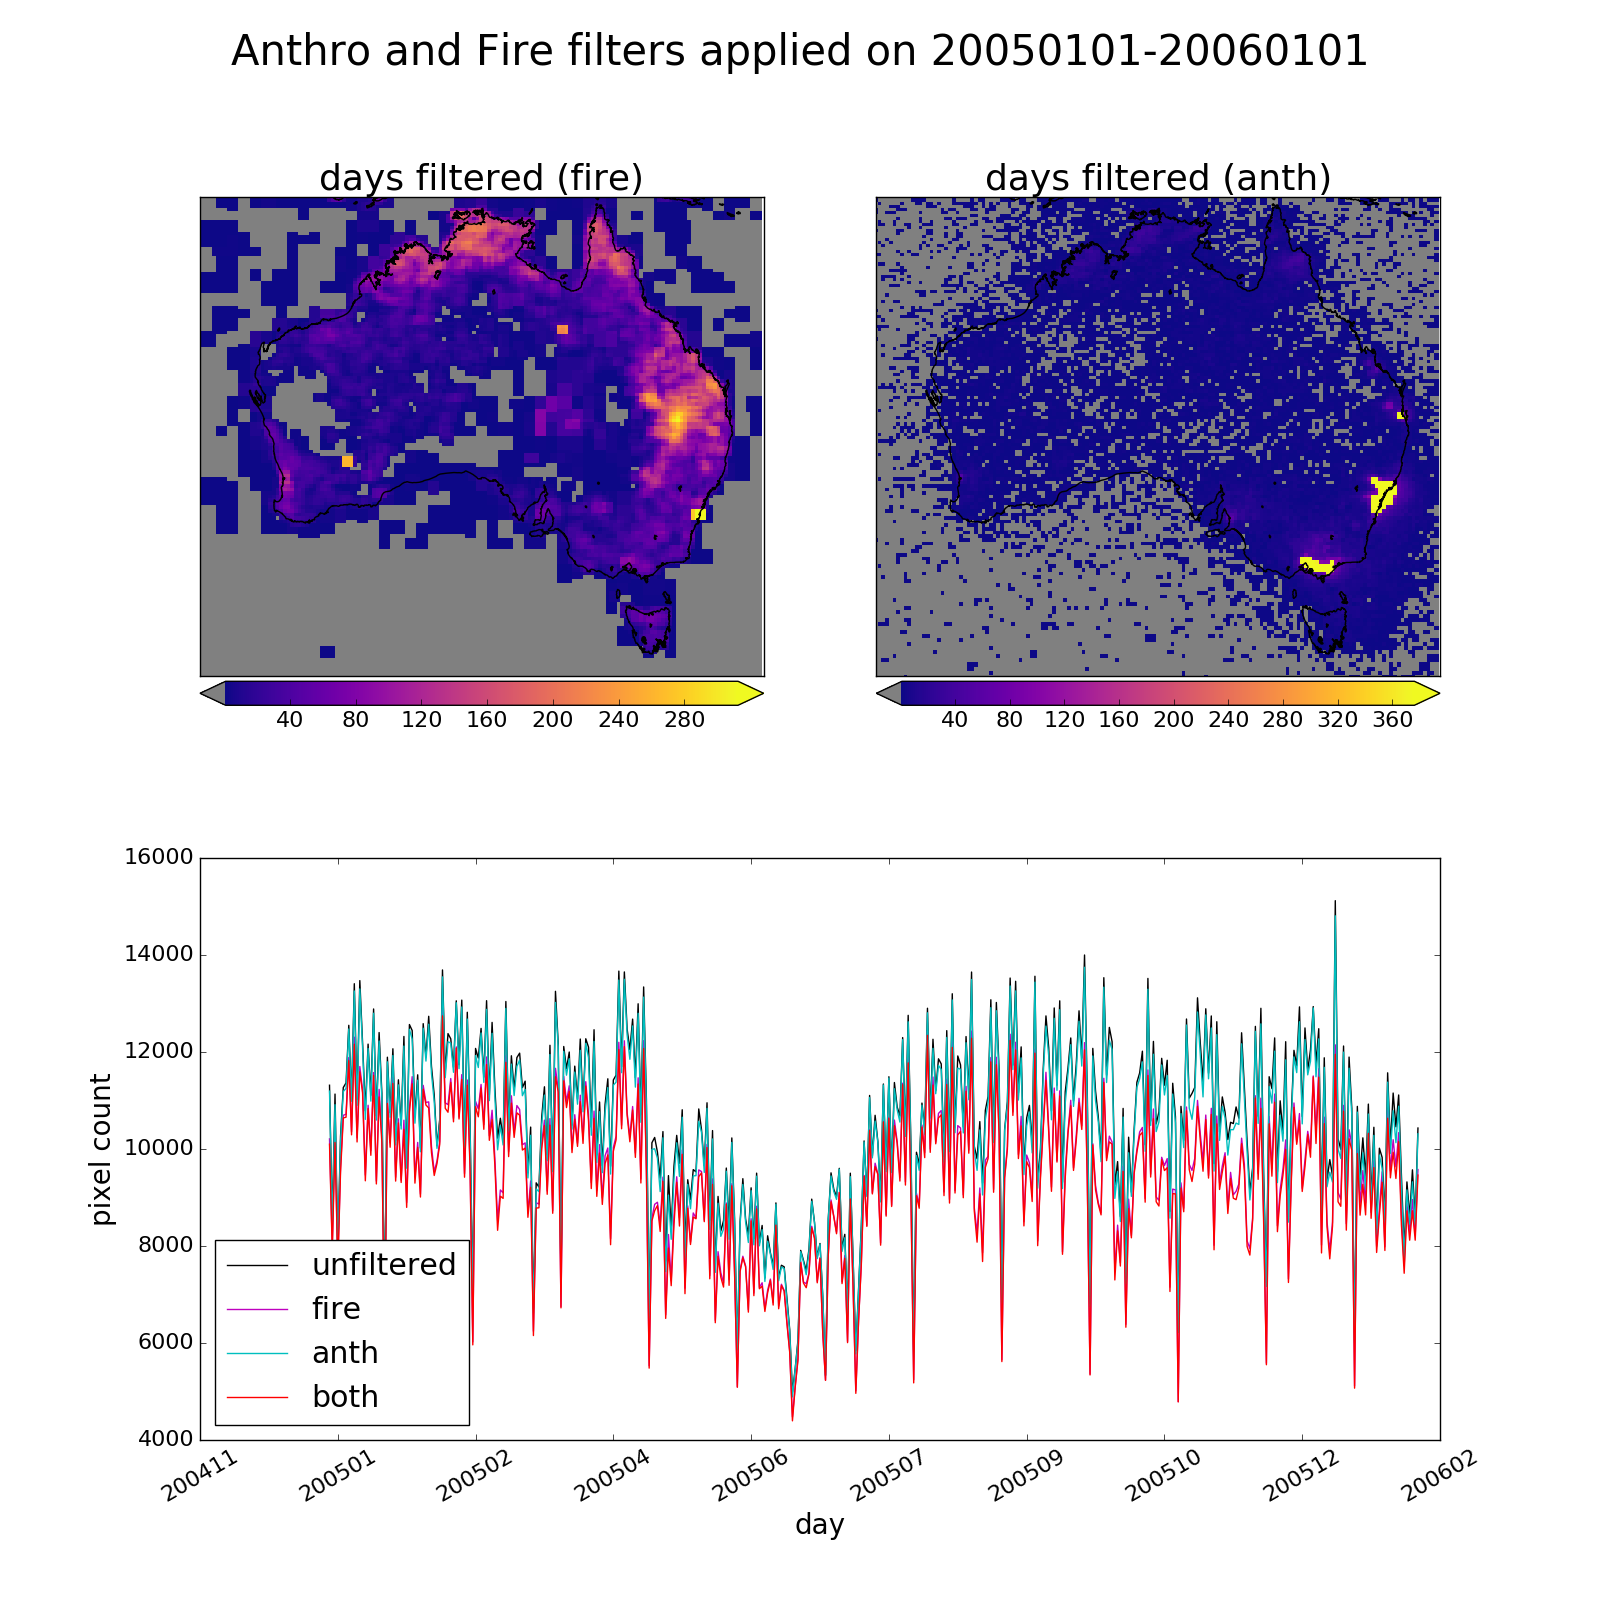 Anthro and Fire filters applied on 20050101-20060101
days filtered (fire)
days filtered (anth)
40 80 120 160 200 240 280
40 80 120 160 200 240 280 320 360
16000
14000
12000
10000
8000
6000
4000
pixel count
unfiltered
fire
anth
both
200411 200501 200502 200504 200506 200507 200509 200510 200512 200602
day